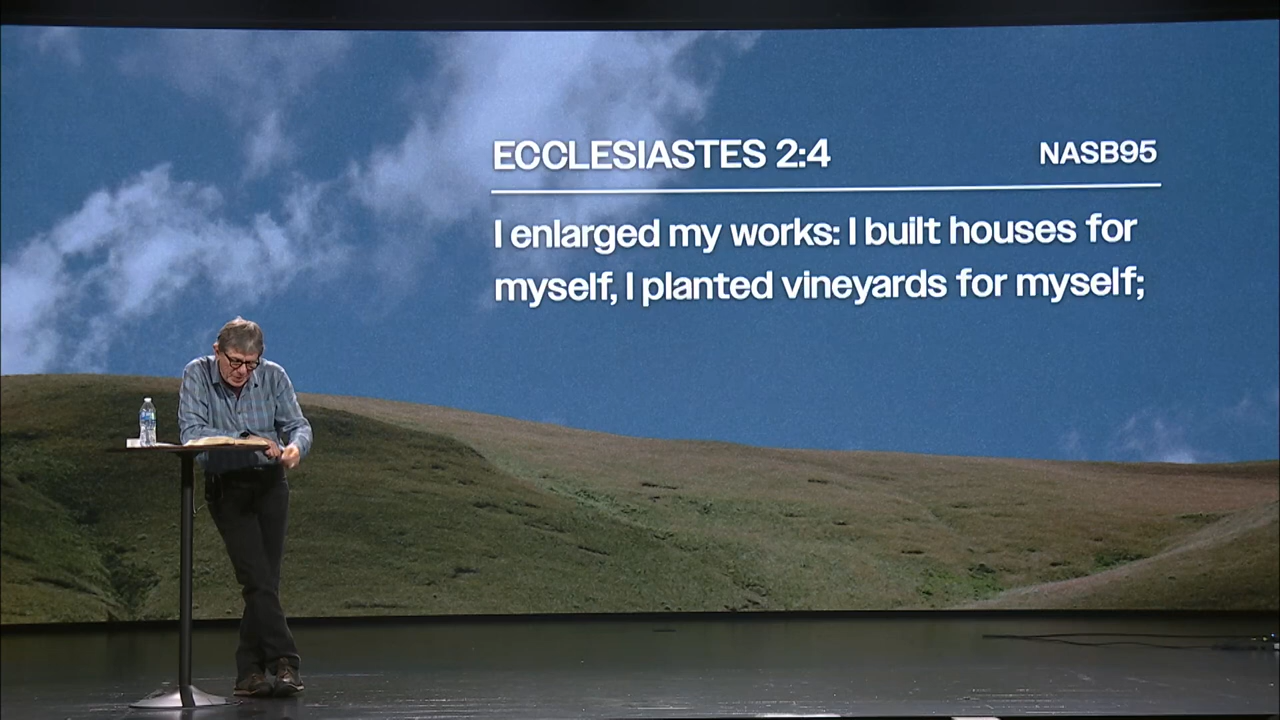 ECCLESIASTES 2:4
NASB95
I enlarged my works: I built houses for
myself, I planted vineyards for myself;